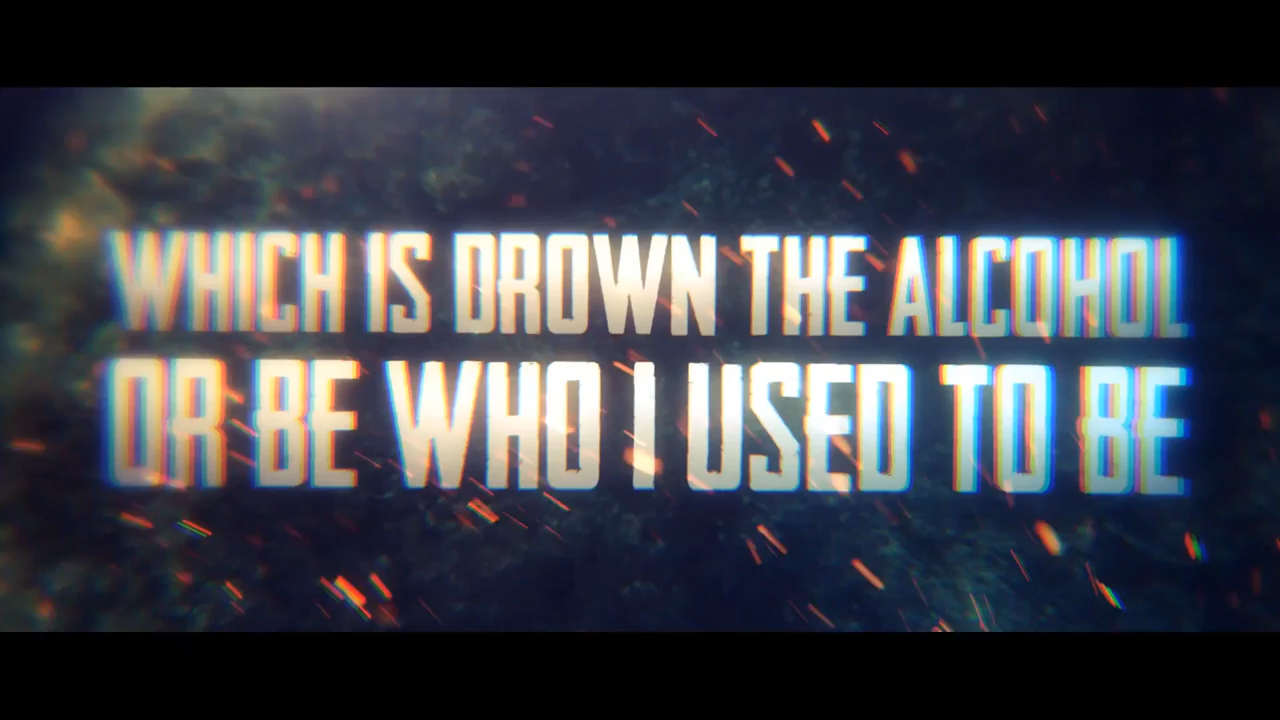 WHICH IS DROWN THE ALCOHOL
OR BE WHO I USED TO BE